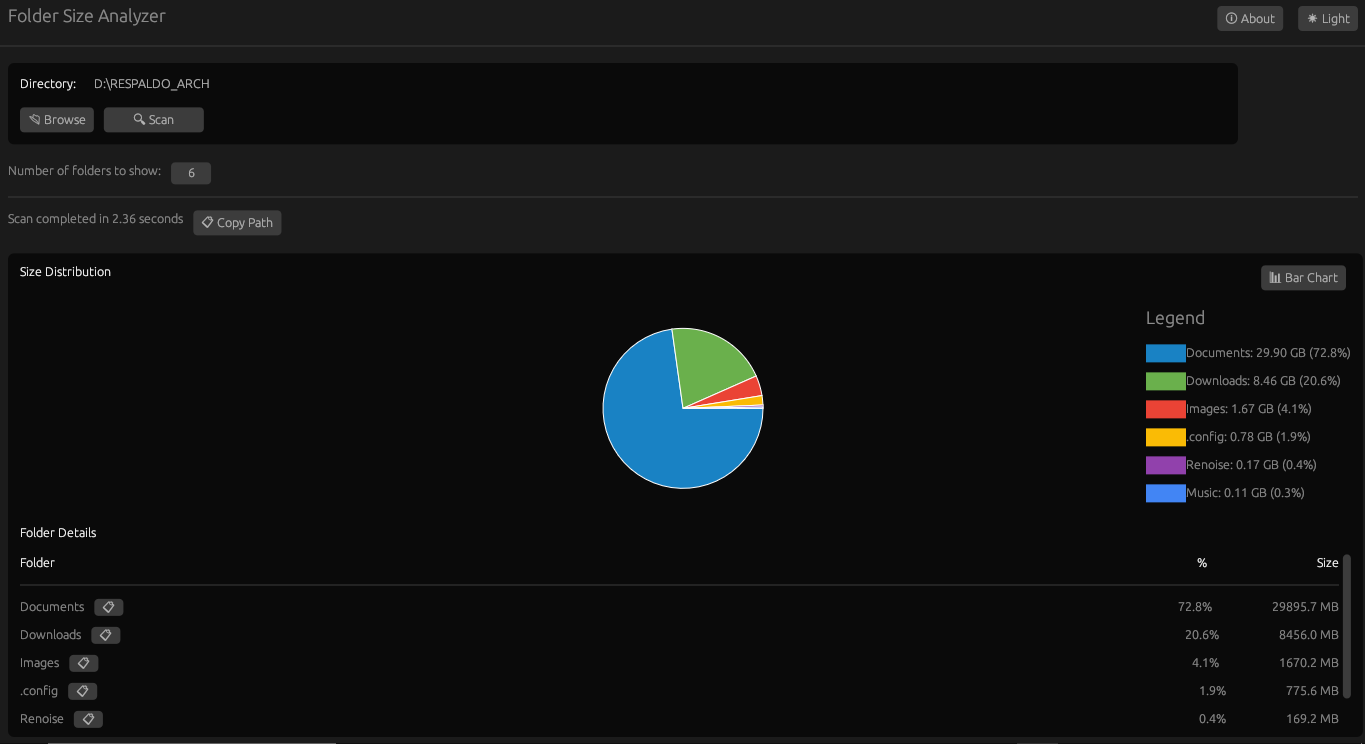 Folder Size Analyzer
About
Light
Directory: D:\RESPALDO_ARCH
Browse
Scan
Number of folders to show: 6
Scan completed in 2.36 seconds
Copy Path
Size Distribution
Bar Chart
Legend
Documents: 29.90 GB (72.8%)
Downloads: 8.46 GB (20.6%)
Images: 1.67 GB (4.1%)
.config: 0.78 GB (1.9%)
Renoise: 0.17 GB (0.4%)
Music: 0.11 GB (0.3%)
Folder Details
Folder % Size
Documents 72.8% 29895.7 MB
Downloads 20.6% 8456.0 MB
Images 4.1% 1670.2 MB
.config 1.9% 775.6 MB
Renoise 0.4% 169.2 MB